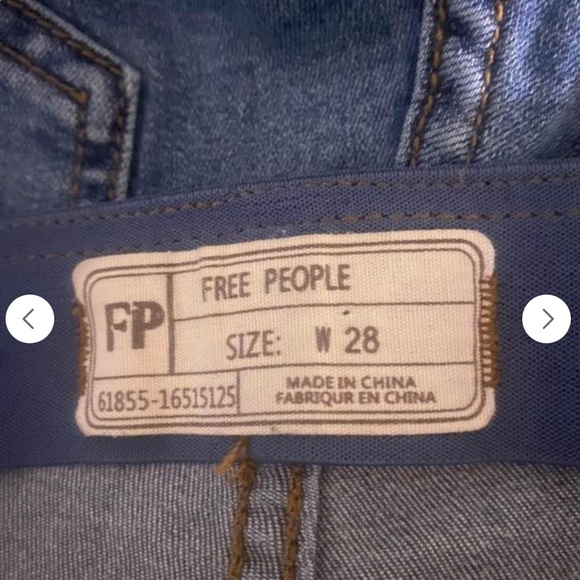 FP
FREE PEOPLE
SIZE: W 28
61855-16515125
MADE IN CHINA
FABRIQUR EN CHINA